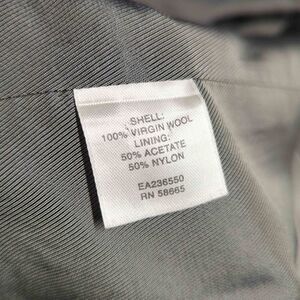 SHELL:
100% VIRGIN WOOL
LINING:
50% ACETATE
50% NYLON
EA236550
RN 58665